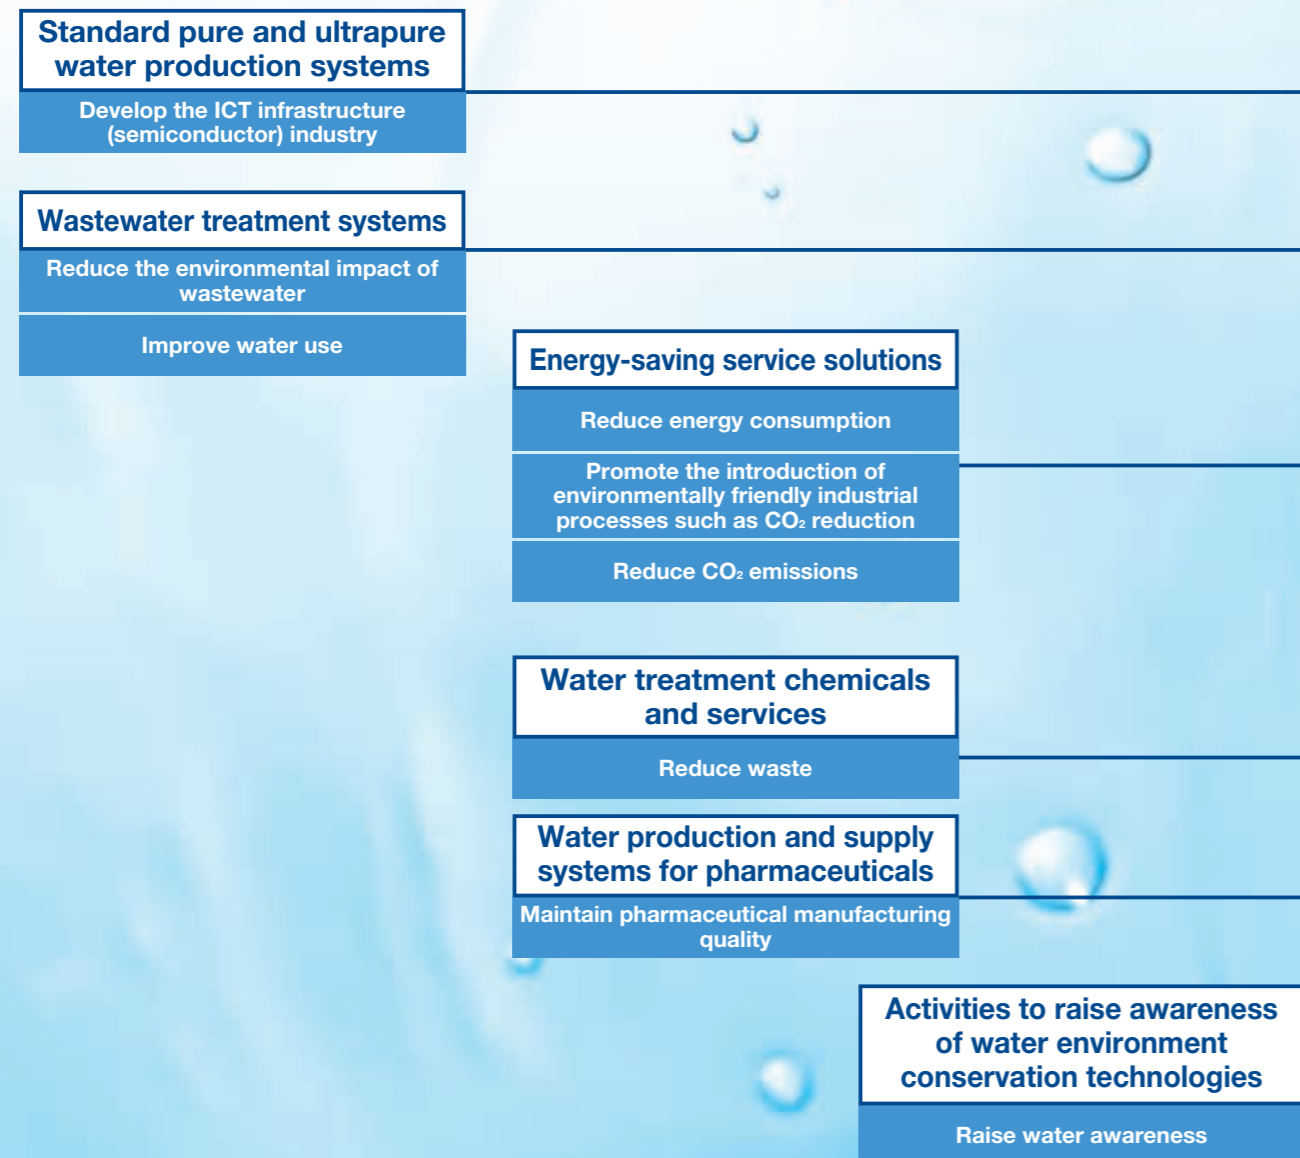 Standard pure and ultrapure
water production systems
Develop the ICT infrastructure
(semiconductor) industry
Wastewater treatment systems
Reduce the environmental impact of
wastewater
Improve water use
Energy-saving service solutions
Reduce energy consumption
Promote the introduction of
environmentally friendly industrial
processes such as CO₂ reduction
Reduce CO₂ emissions
Water treatment chemicals
and services
Reduce waste
Water production and supply
systems for pharmaceuticals
Maintain pharmaceutical manufacturing
quality
Activities to raise awareness
of water environment
conservation technologies
Raise water awareness